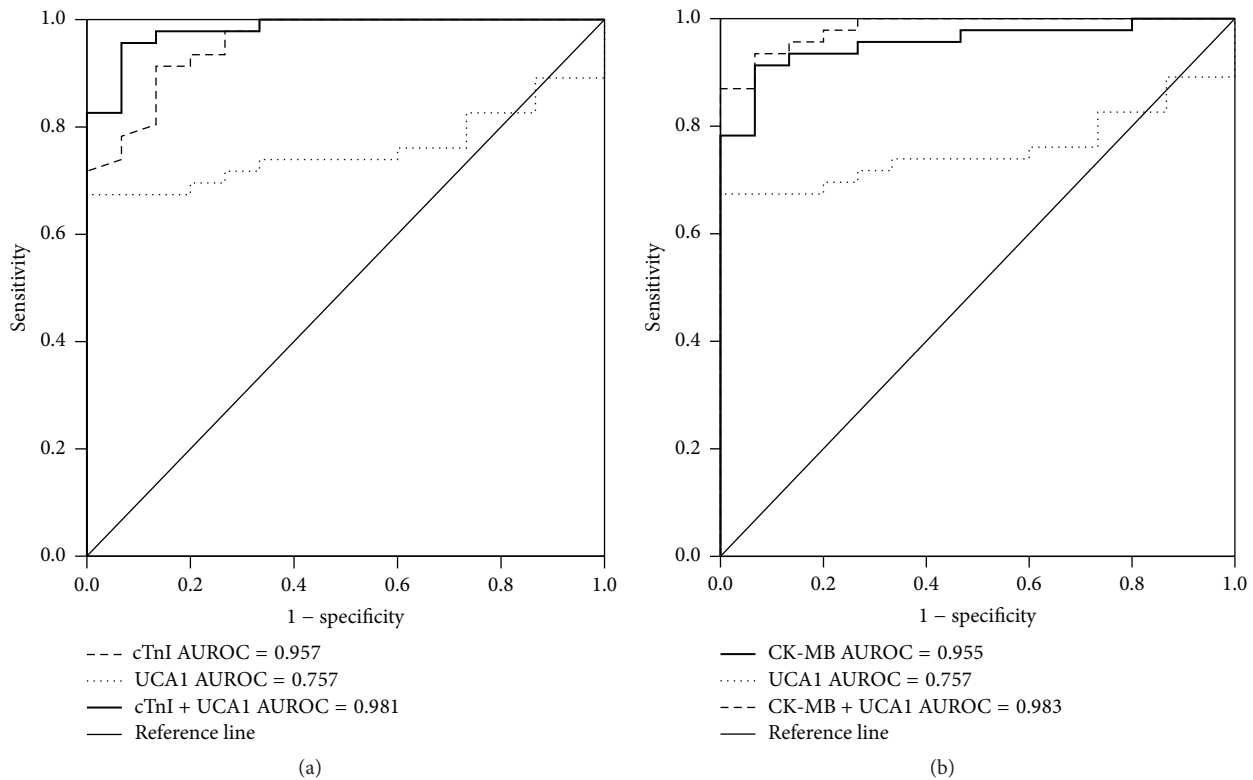 1.0
0.8
0.6
0.4
0.2
0.0
Sensitivity
0.0 0.2 0.4 0.6 0.8 1.0
1 − specificity
cTnI AUROC = 0.957
UCA1 AUROC = 0.757
cTnI + UCA1 AUROC = 0.981
Reference line
(a)
1.0
0.8
0.6
0.4
0.2
0.0
Sensitivity
0.0 0.2 0.4 0.6 0.8 1.0
1 − specificity
CK-MB AUROC = 0.955
UCA1 AUROC = 0.757
CK-MB + UCA1 AUROC = 0.983
Reference line
(b)